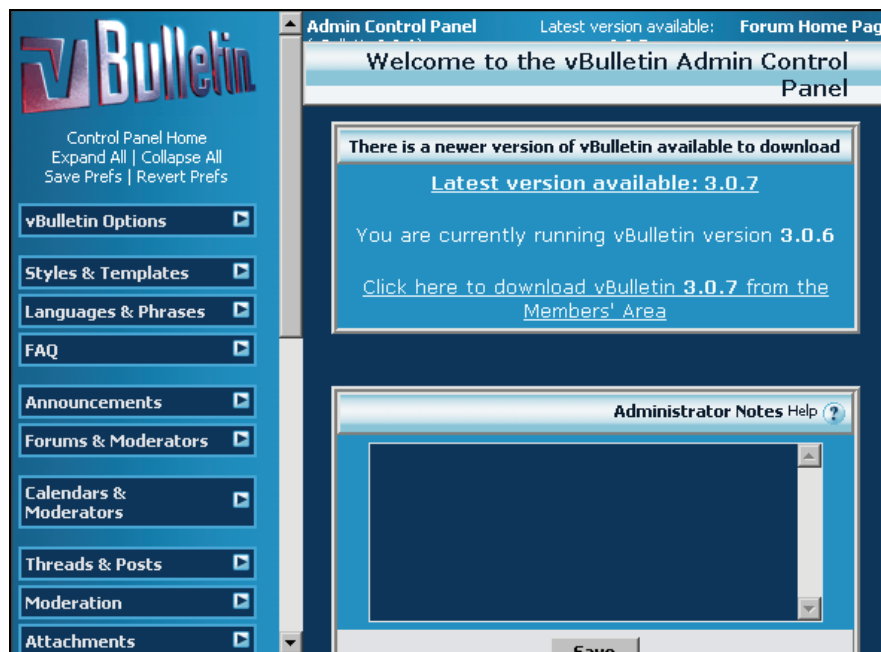 vBulletin
Control Panel Home
Expand All | Collapse All
Save Prefs | Revert Prefs
vBulletin Options
Styles & Templates
Languages & Phrases
FAQ
Announcements
Forums & Moderators
Calendars &
Moderators
Threads & Posts
Moderation
Attachments
Admin Control Panel
Latest version available:
Forum Home Pag
Welcome to the vBulletin Admin Control
Panel
There is a newer version of vBulletin available to download
Latest version available: 3.0.7
You are currently running vBulletin version 3.0.6
Click here to download vBulletin 3.0.7 from the
Members' Area
Administrator Notes Help ?
Save